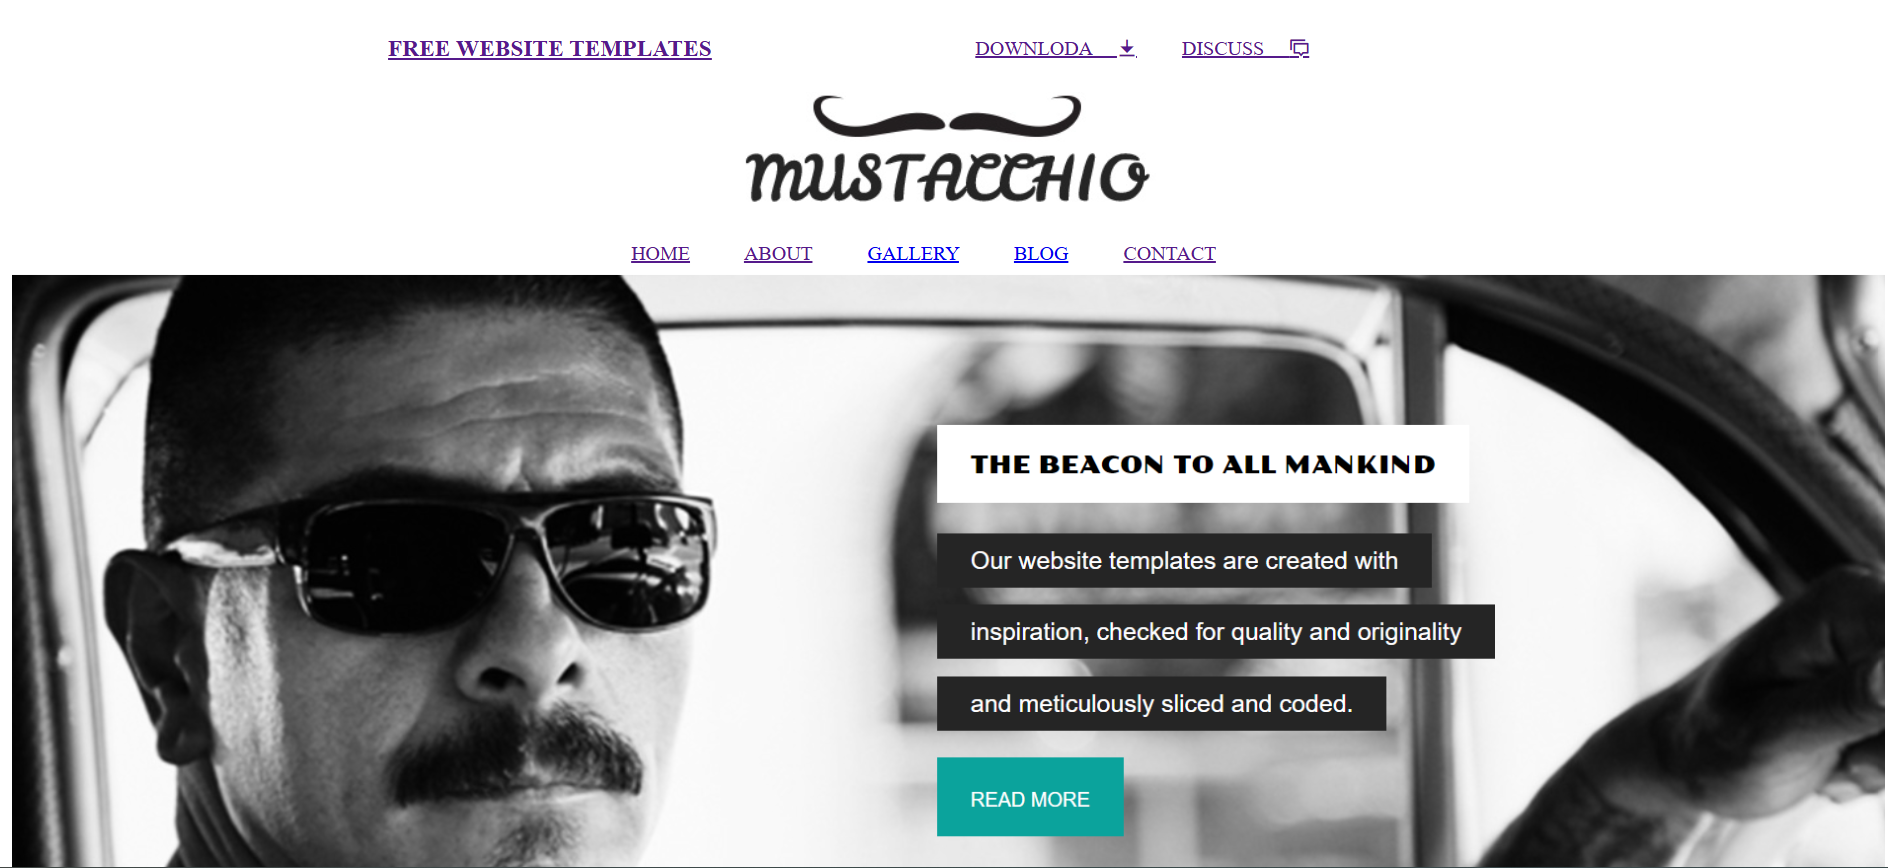 FREE WEBSITE TEMPLATES DOWNLODA DISCUSS
MUSTACCHIO
HOME ABOUT GALLERY BLOG CONTACT
THE BEACON TO ALL MANKIND
Our website templates are created with
inspiration, checked for quality and originality
and meticulously sliced and coded.
READ MORE